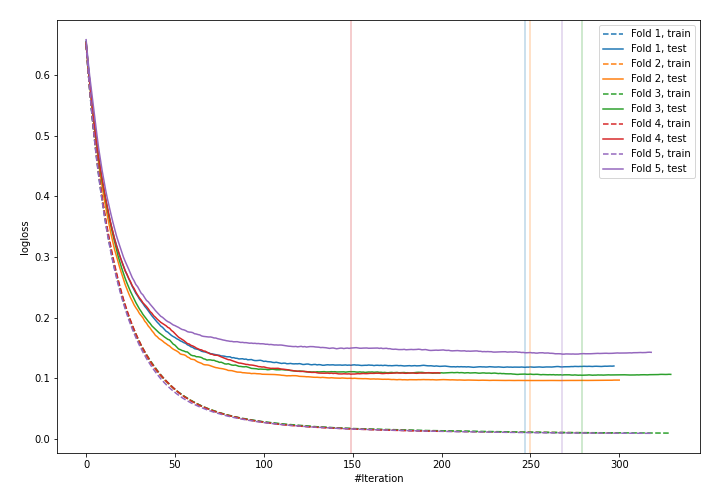 Fold 1, train
Fold 1, test
Fold 2, train
Fold 2, test
Fold 3, train
Fold 3, test
Fold 4, train
Fold 4, test
Fold 5, train
Fold 5, test
logloss
0.6
0.5
0.4
0.3
0.2
0.1
0.0
0 50 100 150 200 250 300
#Iteration